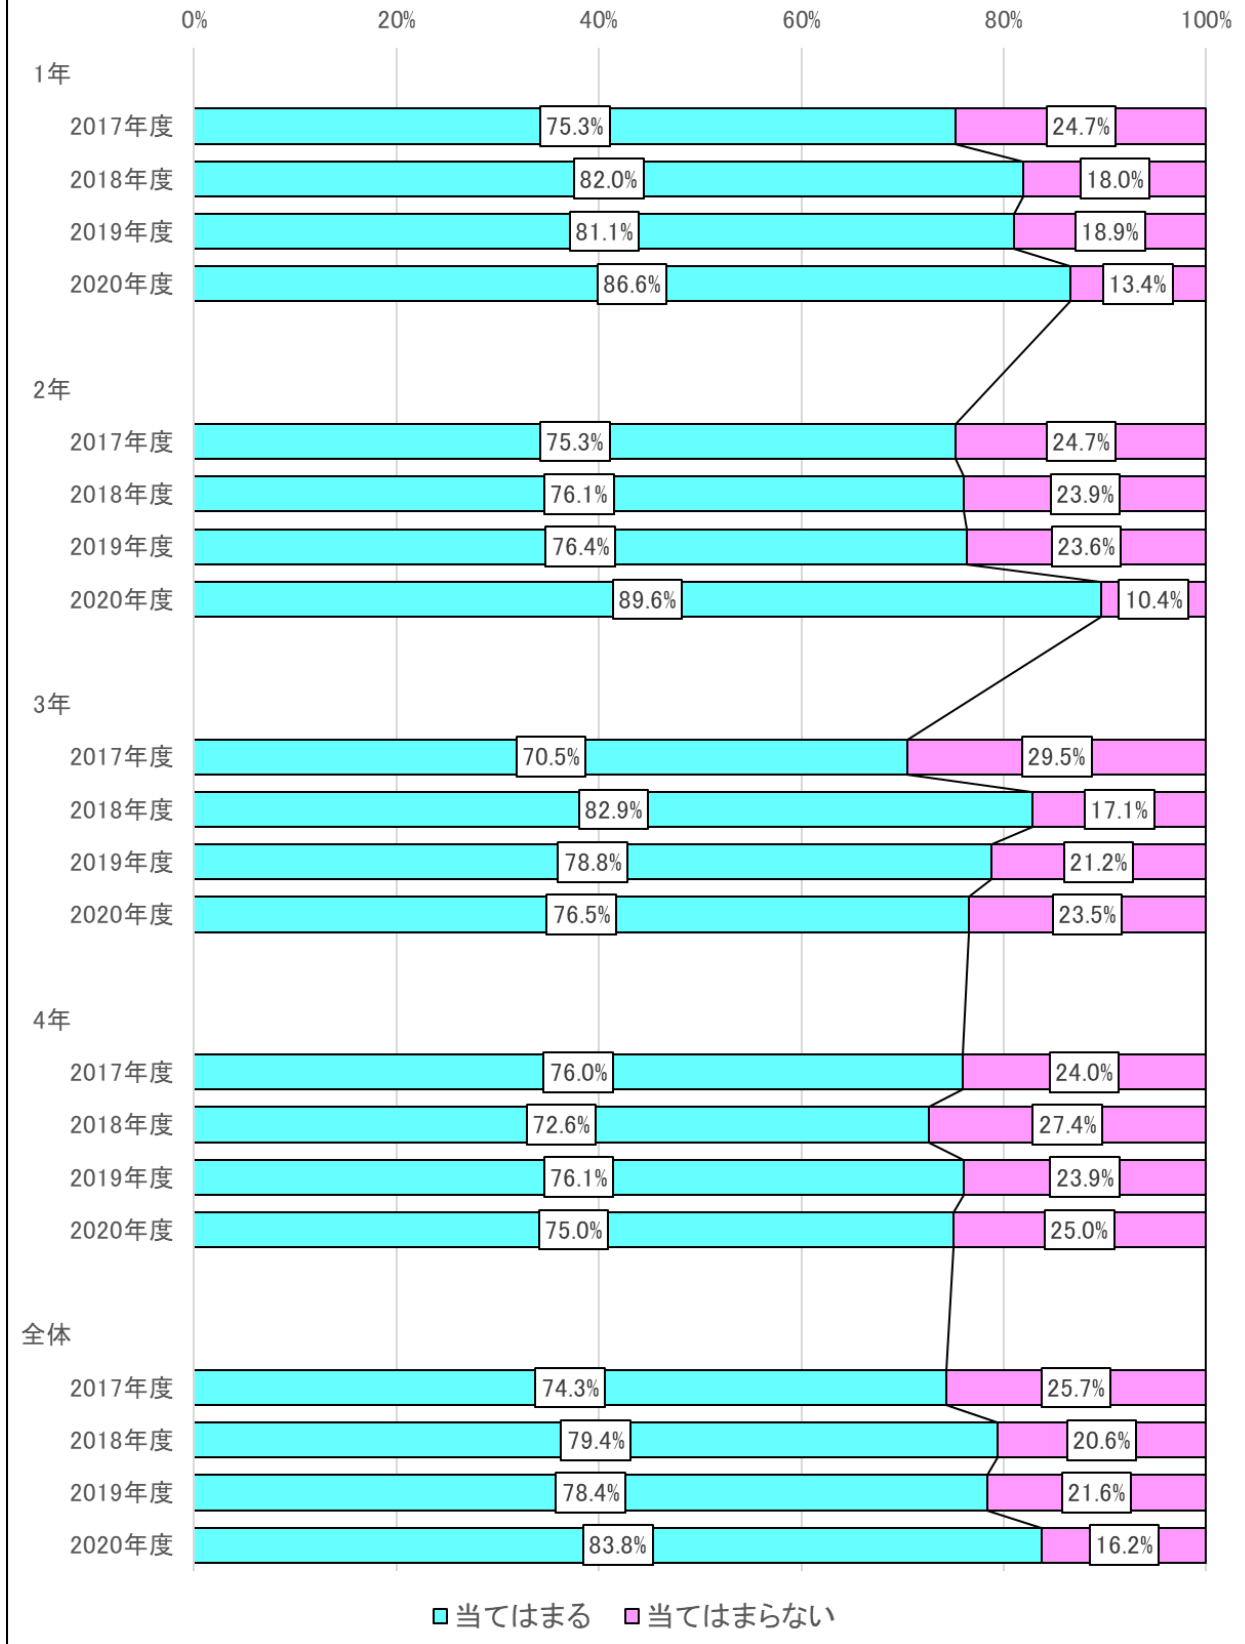 0% 20% 40% 60% 80% 100%
1年
2017年度 75.3% 24.7%
2018年度 82.0% 18.0%
2019年度 81.1% 18.9%
2020年度 86.6% 13.4%
2年
2017年度 75.3% 24.7%
2018年度 76.1% 23.9%
2019年度 76.4% 23.6%
2020年度 89.6% 10.4%
3年
2017年度 70.5% 29.5%
2018年度 82.9% 17.1%
2019年度 78.8% 21.2%
2020年度 76.5% 23.5%
4年
2017年度 76.0% 24.0%
2018年度 72.6% 27.4%
2019年度 76.1% 23.9%
2020年度 75.0% 25.0%
全体
2017年度 74.3% 25.7%
2018年度 79.4% 20.6%
2019年度 78.4% 21.6%
2020年度 83.8% 16.2%
当てはまる 当てはまらない